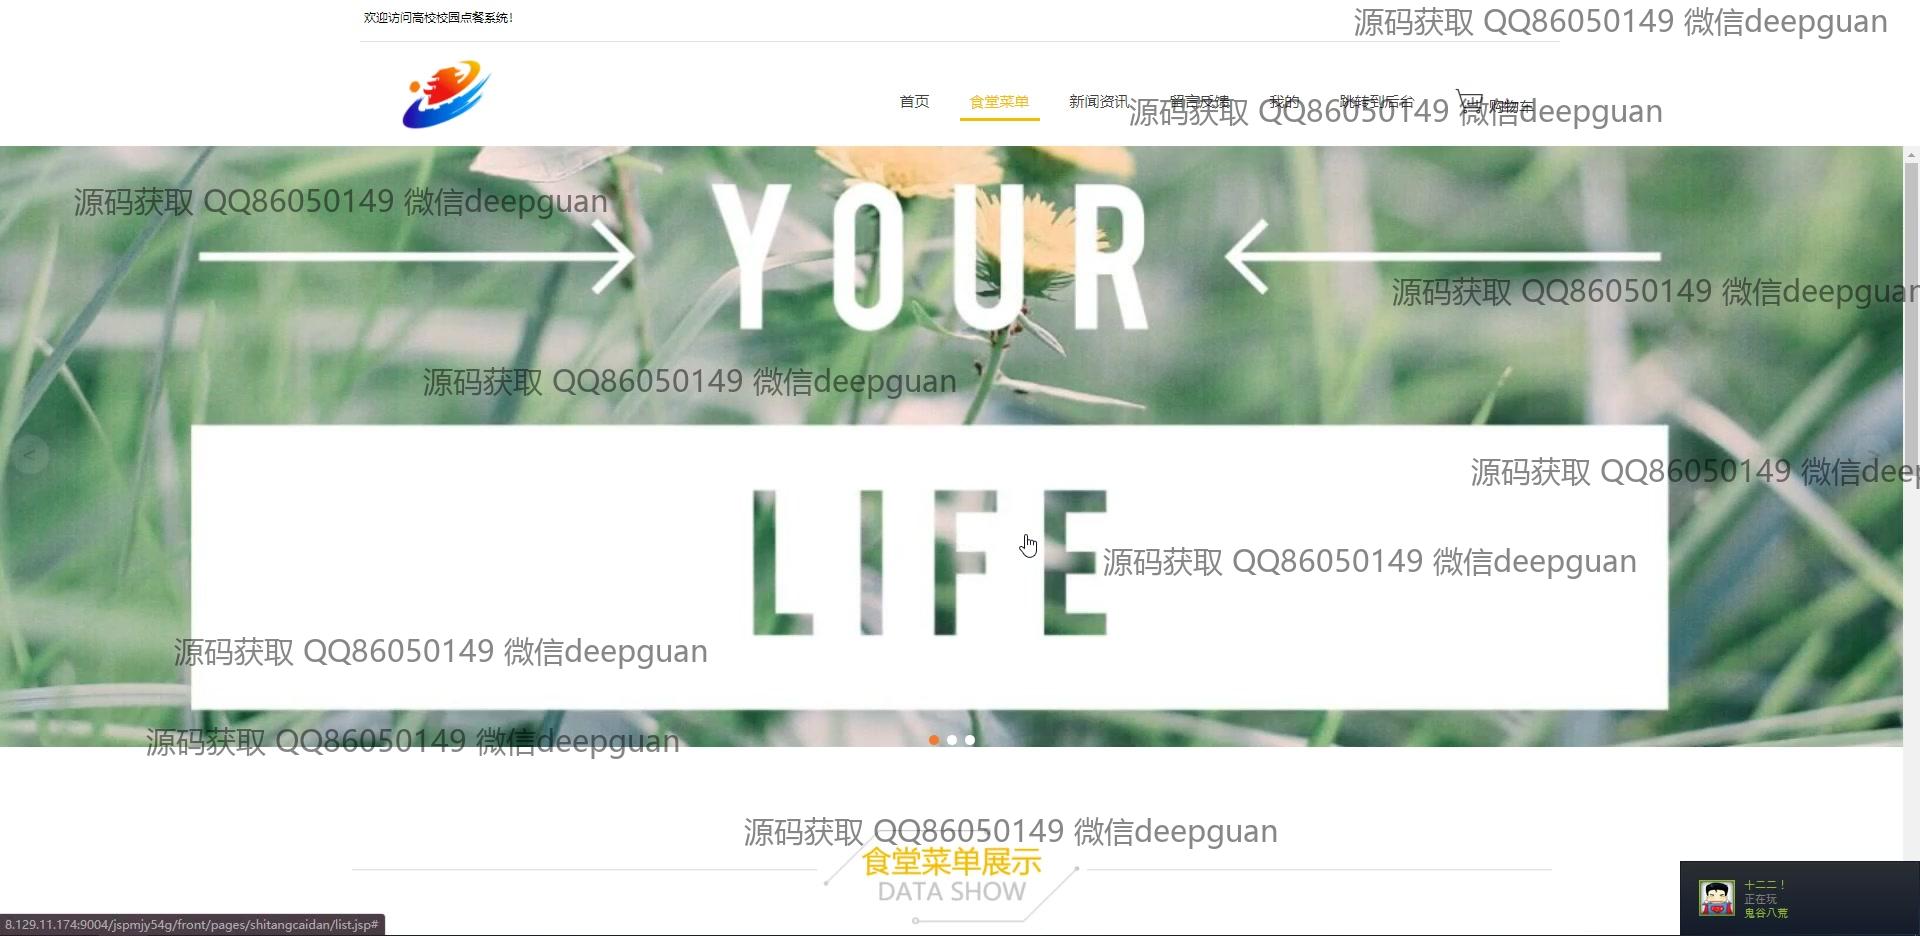 欢迎访问高校校园点餐系统！
源码获取 QQ86050149 微信deepguan
首页 食堂菜单 新闻资讯 留言反馈 我的 跳转到后台 购物车
源码获取 QQ86050149 微信deepguan
源码获取 QQ86050149 微信deepguan
YOUR
源码获取 QQ86050149 微信deepguan
源码获取 QQ86050149 微信deepguan
<
源码获取 QQ86050149 微信deep
LIFE
源码获取 QQ86050149 微信deepguan
源码获取 QQ86050149 微信deepguan
源码获取 QQ86050149 微信deepguan
源码获取 QQ86050149 微信deepguan
食堂菜单展示
DATA SHOW
十二二！
正在玩
鬼谷八荒
8.129.11.174:9004/jspmjy54g/front/pages/shitangcaidan/list.jsp#